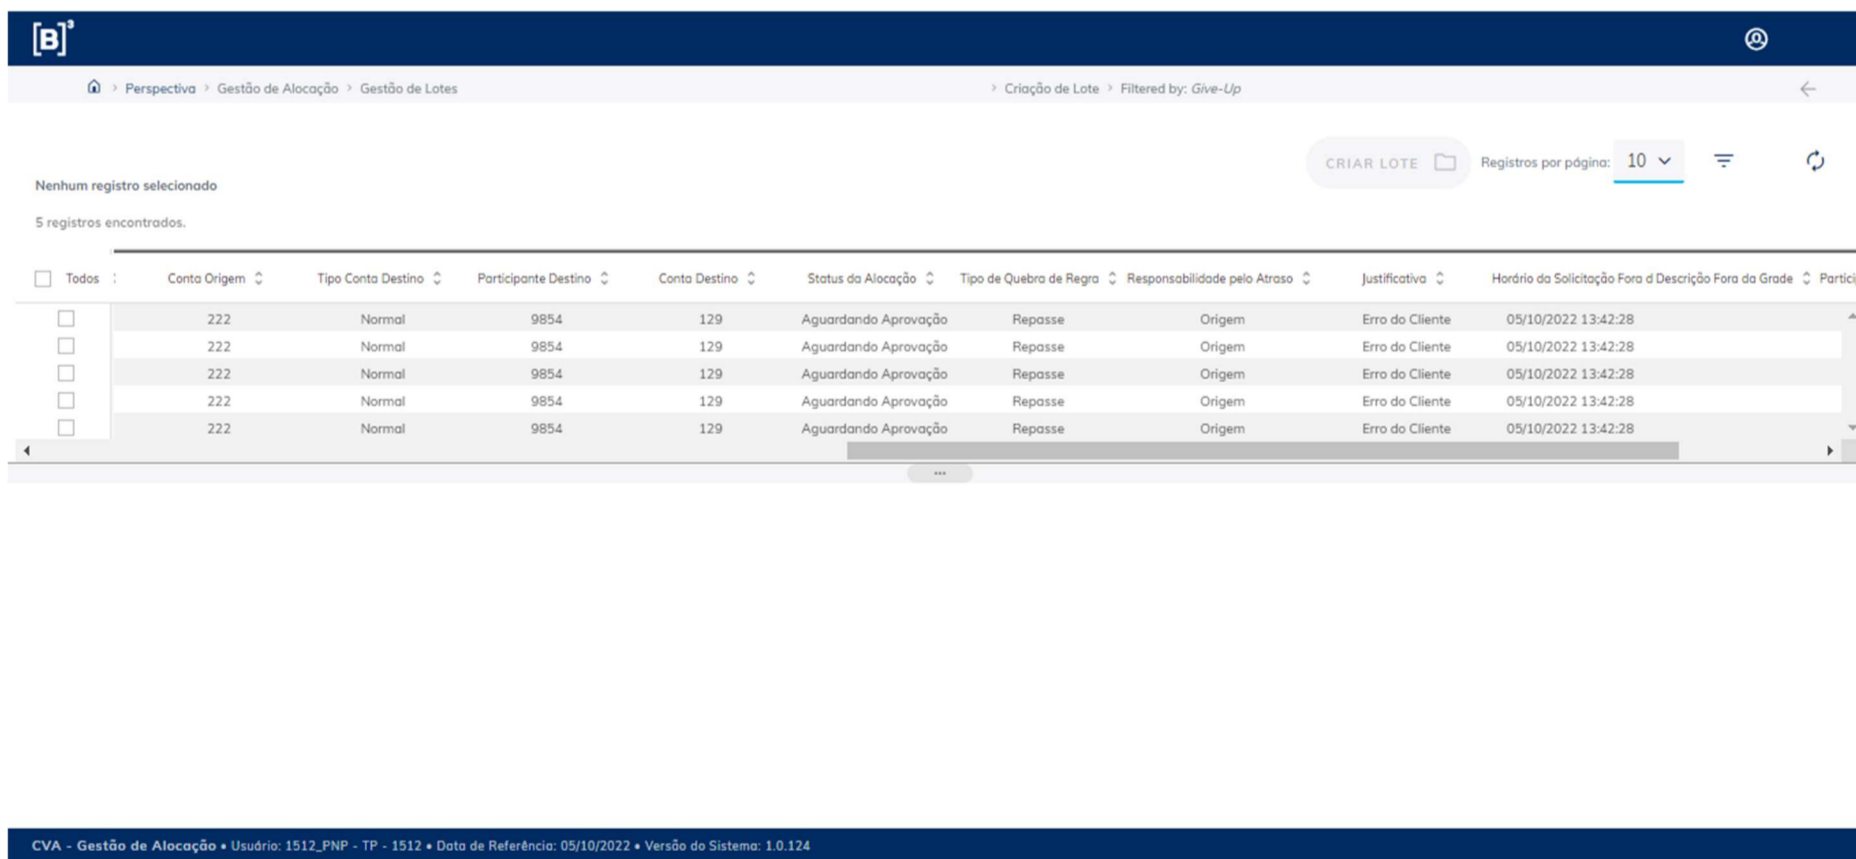 [B]³
Perspectiva > Gestão de Alocação > Gestão de Lotes > Criação de Lote > Filtered by: Give-Up
CRIAR LOTE Registros por página: 10
Nenhum registro selecionado
5 registros encontrados.
Todos Conta Origem Tipo Conta Destino Participante Destino Conta Destino Status da Alocação Tipo de Quebra de Regra Responsabilidade pelo Atraso Justificativa Horário da Solicitação Fora d Descrição Fora da Grade Partici
222 Normal 9854 129 Aguardando Aprovação Repasse Origem Erro do Cliente 05/10/2022 13:42:28
222 Normal 9854 129 Aguardando Aprovação Repasse Origem Erro do Cliente 05/10/2022 13:42:28
222 Normal 9854 129 Aguardando Aprovação Repasse Origem Erro do Cliente 05/10/2022 13:42:28
222 Normal 9854 129 Aguardando Aprovação Repasse Origem Erro do Cliente 05/10/2022 13:42:28
222 Normal 9854 129 Aguardando Aprovação Repasse Origem Erro do Cliente 05/10/2022 13:42:28
...
CVA - Gestão de Alocação • Usuário: 1512_PNP - TP - 1512 • Data de Referência: 05/10/2022 • Versão do Sistema: 1.0.124